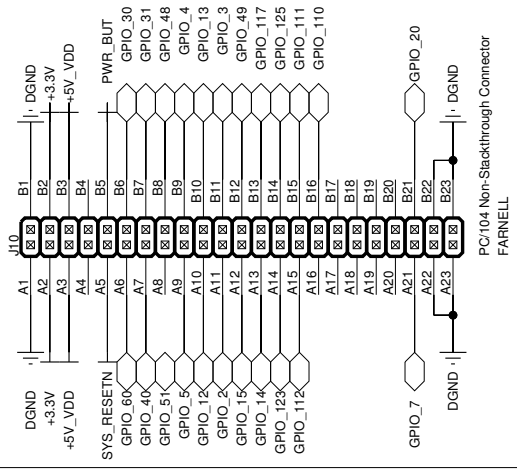 J10
DGND A1 B1 DGND
+3.3V A2 B2 +3.3V
+5V_VDD A3 B3 +5V_VDD
A4 B4
SYS_RESETN A5 B5 PWR_BUT
GPIO_60 A6 B6 GPIO_30
GPIO_40 A7 B7 GPIO_31
GPIO_51 A8 B8 GPIO_48
GPIO_5 A9 B9 GPIO_4
GPIO_12 A10 B10 GPIO_13
GPIO_2 A11 B11 GPIO_3
GPIO_15 A12 B12 GPIO_49
GPIO_14 A13 B13 GPIO_117
GPIO_123 A14 B14 GPIO_125
GPIO_112 A15 B15 GPIO_111
A16 B16 GPIO_110
A17 B17
A18 B18
A19 B19
A20 B20
GPIO_7 A21 B21 GPIO_20
A22 B22
DGND A23 B23 DGND
PC/104 Non-Stackthrough Connector
FARNELL